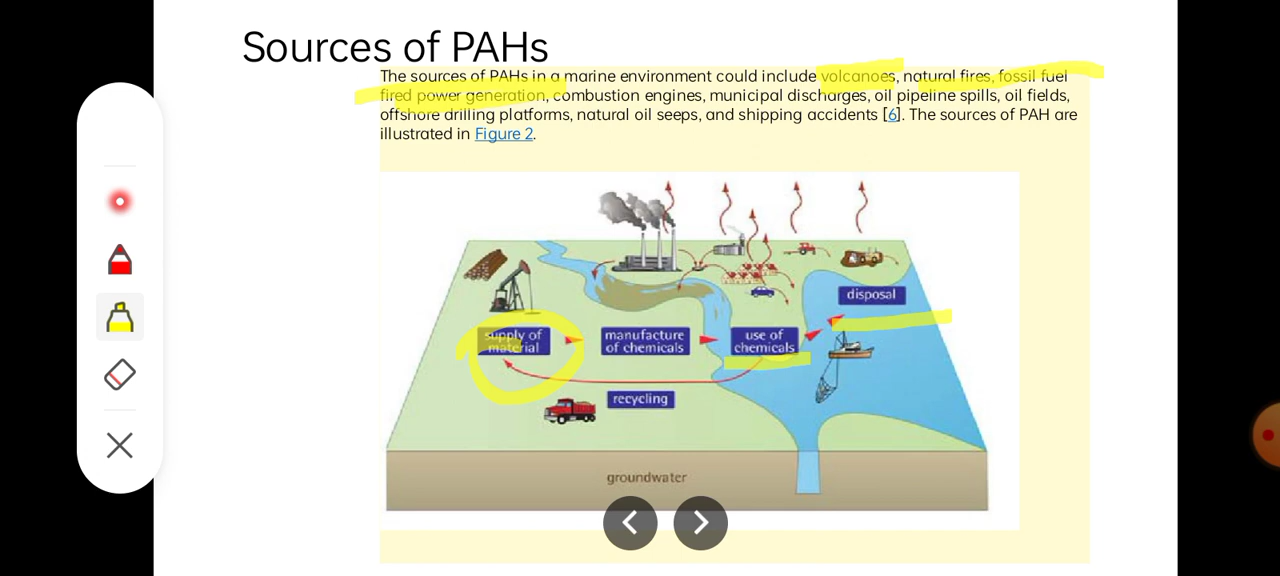 Sources of PAHs
The sources of PAHs in a marine environment could include volcanoes, natural fires, fossil fuel
fired power generation, combustion engines, municipal discharges, oil pipeline spills, oil fields,
offshore drilling platforms, natural oil seeps, and shipping accidents [6]. The sources of PAH are
illustrated in Figure 2.
disposal
supply of
material
manufacture
of chemicals
use of
chemicals
recycling
groundwater